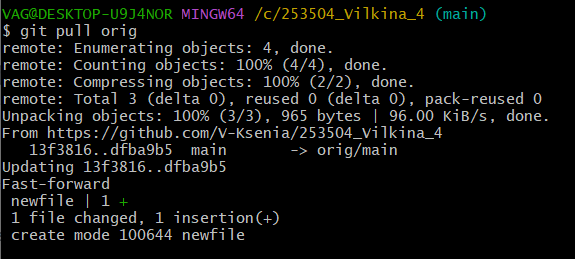 VAG@DESKTOP-U9J4NOR MINGW64 /c/253504_Vilkina_4 (main)
$ git pull orig
remote: Enumerating objects: 4, done.
remote: Counting objects: 100% (4/4), done.
remote: Compressing objects: 100% (2/2), done.
remote: Total 3 (delta 0), reused 0 (delta 0), pack-reused 0
Unpacking objects: 100% (3/3), 965 bytes | 96.00 KiB/s, done.
From https://github.com/V-Ksenia/253504_Vilkina_4
   13f3816..dfba9b5  main       -> orig/main
Updating 13f3816..dfba9b5
Fast-forward
 newfile | 1 +
 1 file changed, 1 insertion(+)
 create mode 100644 newfile